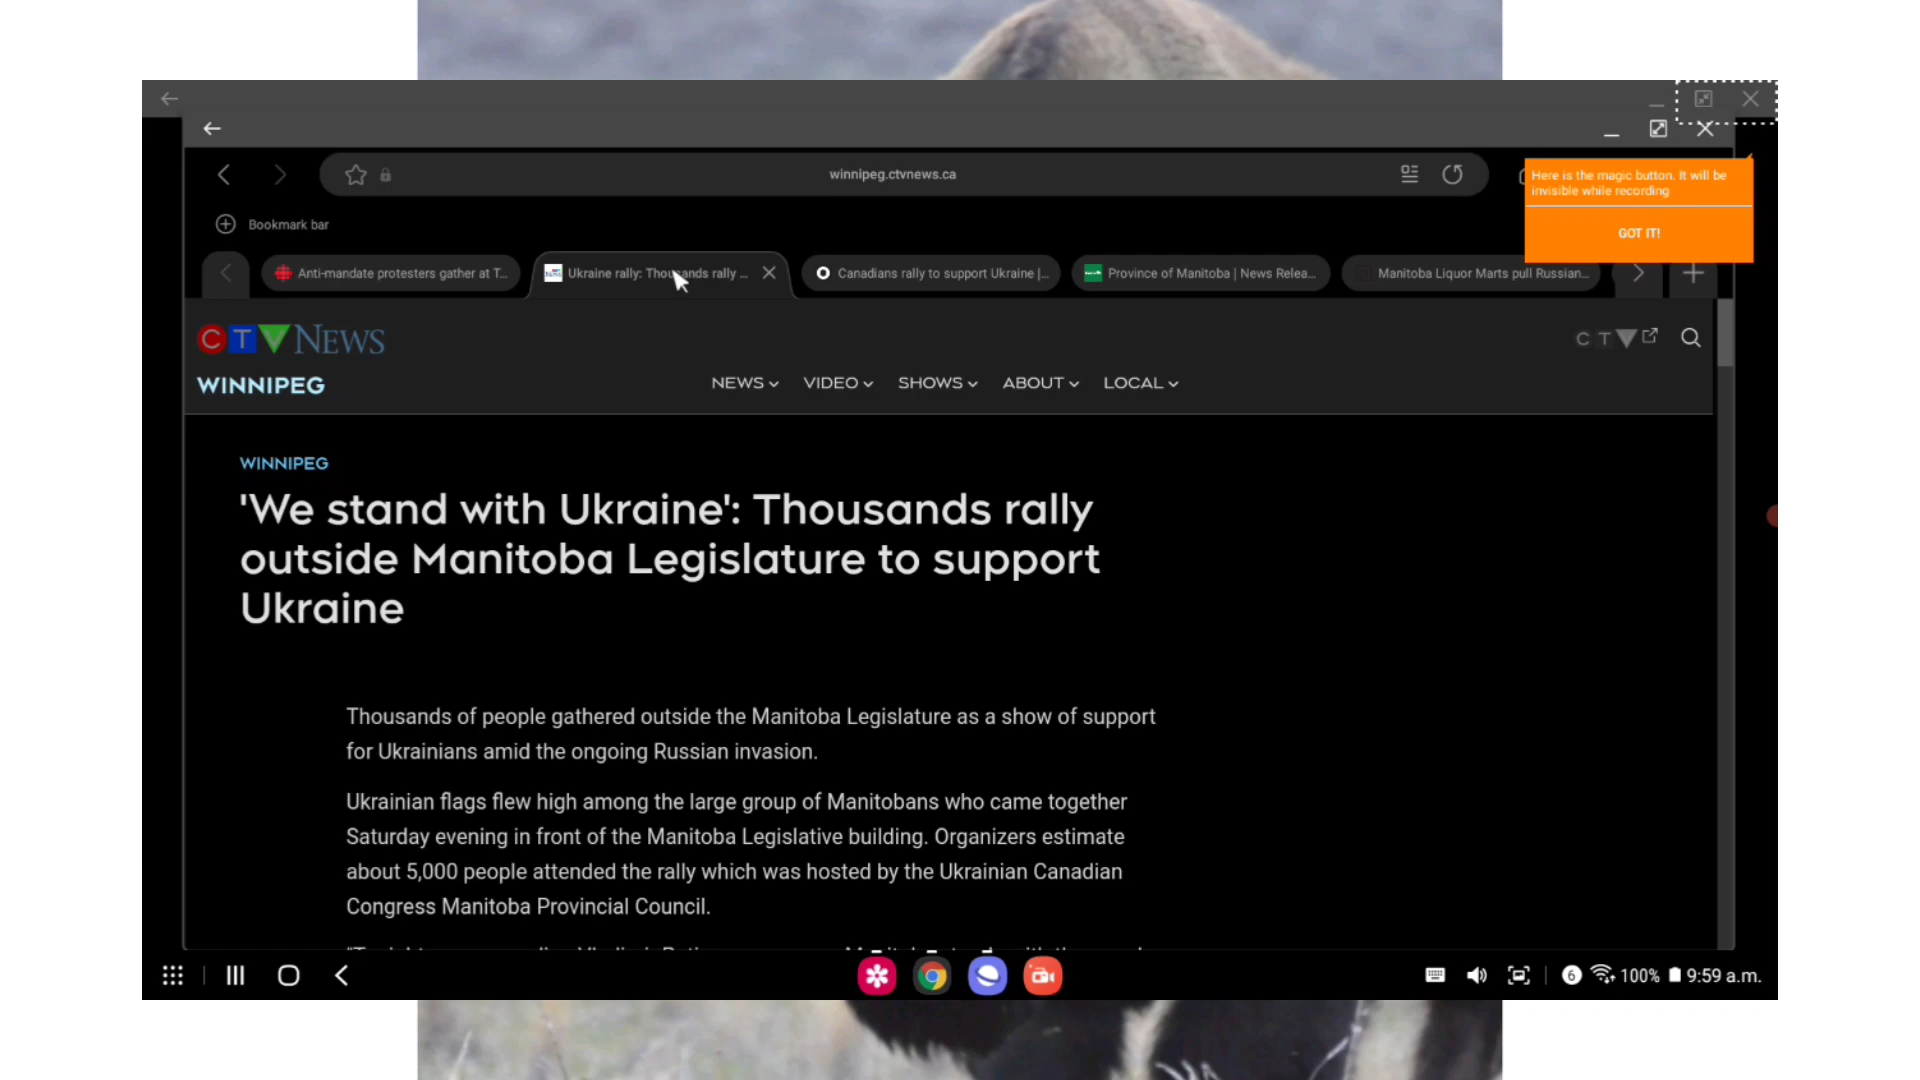 winnipeg.ctvnews.ca
Here is the magic button. It will be
invisible while recording
GOT IT!
Bookmark bar
Anti-mandate protesters gather at T...
Ukraine rally: Thousands rally ...
Canadians rally to support Ukraine |...
Province of Manitoba | News Relea...
Manitoba Liquor Marts pull Russian...
CTV NEWS
CTV
WINNIPEG
NEWS
VIDEO
SHOWS
ABOUT
LOCAL
WINNIPEG
'We stand with Ukraine': Thousands rally
outside Manitoba Legislature to support
Ukraine
Thousands of people gathered outside the Manitoba Legislature as a show of support
for Ukrainians amid the ongoing Russian invasion.
Ukrainian flags flew high among the large group of Manitobans who came together
Saturday evening in front of the Manitoba Legislative building. Organizers estimate
about 5,000 people attended the rally which was hosted by the Ukrainian Canadian
Congress Manitoba Provincial Council.
6 100% 9:59 a.m.